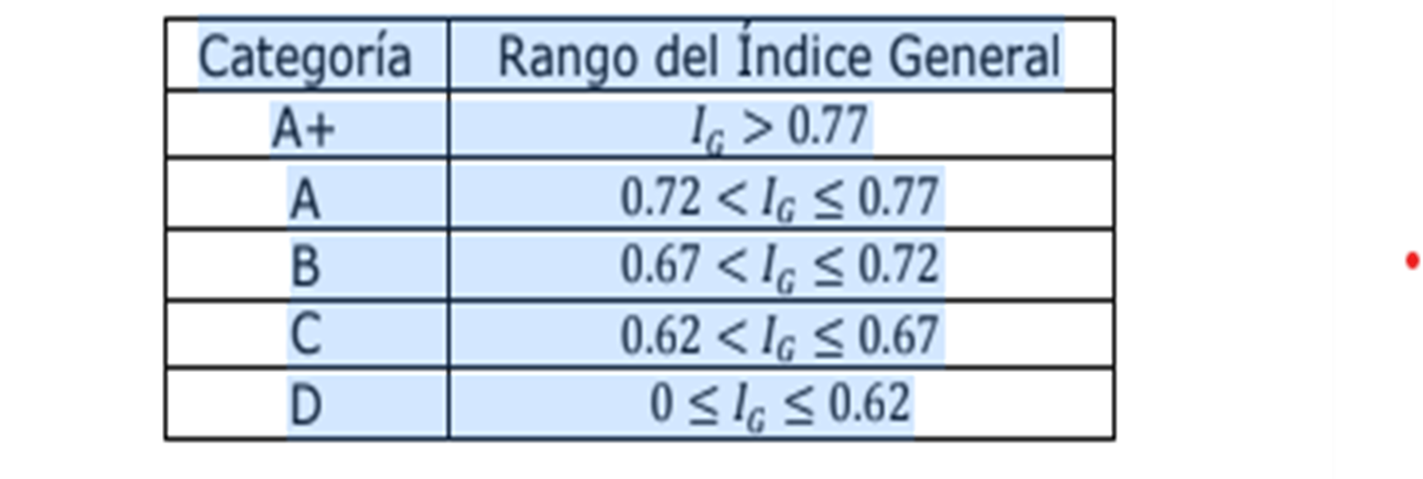 Categoría Rango del Índice General
A+ I_G > 0.77
A 0.72 < I_G ≤ 0.77
B 0.67 < I_G ≤ 0.72
C 0.62 < I_G ≤ 0.67
D 0 ≤ I_G ≤ 0.62